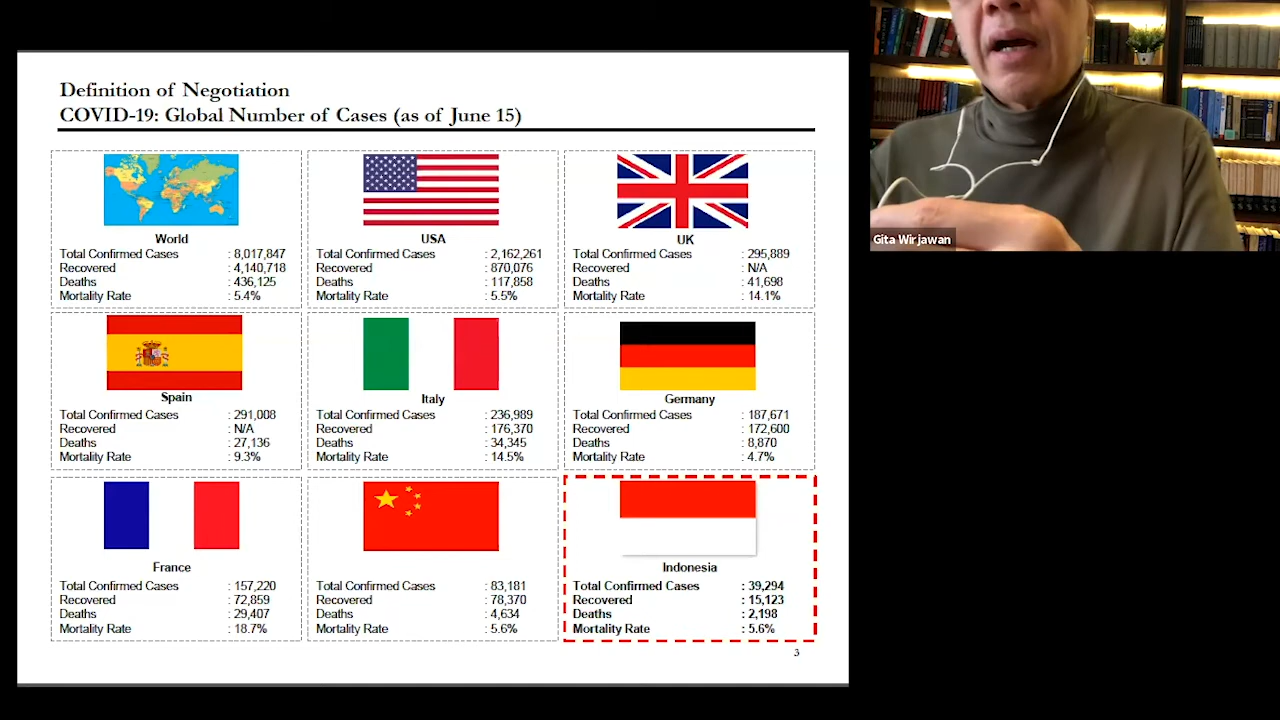 Definition of Negotiation
COVID-19: Global Number of Cases (as of June 15)
World
Total Confirmed Cases : 8,017,847
Recovered : 4,140,718
Deaths : 436,125
Mortality Rate : 5.4%
USA
Total Confirmed Cases : 2,162,261
Recovered : 870,076
Deaths : 117,858
Mortality Rate : 5.5%
UK
Total Confirmed Cases : 295,889
Recovered : N/A
Deaths : 41,698
Mortality Rate : 14.1%
Spain
Total Confirmed Cases : 291,008
Recovered : N/A
Deaths : 27,136
Mortality Rate : 9.3%
Italy
Total Confirmed Cases : 236,989
Recovered : 176,370
Deaths : 34,345
Mortality Rate : 14.5%
Germany
Total Confirmed Cases : 187,671
Recovered : 172,600
Deaths : 8,870
Mortality Rate : 4.7%
France
Total Confirmed Cases : 157,220
Recovered : 72,859
Deaths : 29,407
Mortality Rate : 18.7%
Total Confirmed Cases : 83,181
Recovered : 78,370
Deaths : 4,634
Mortality Rate : 5.6%
Indonesia
Total Confirmed Cases : 39,294
Recovered : 15,123
Deaths : 2,198
Mortality Rate : 5.6%
3
Gita Wirjawan